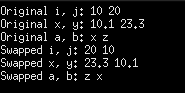 Original i, j: 10 20
Original x, y: 10.1 23.3
Original a, b: x z
Swapped i, j: 20 10
Swapped x, y: 23.3 10.1
Swapped a, b: z x